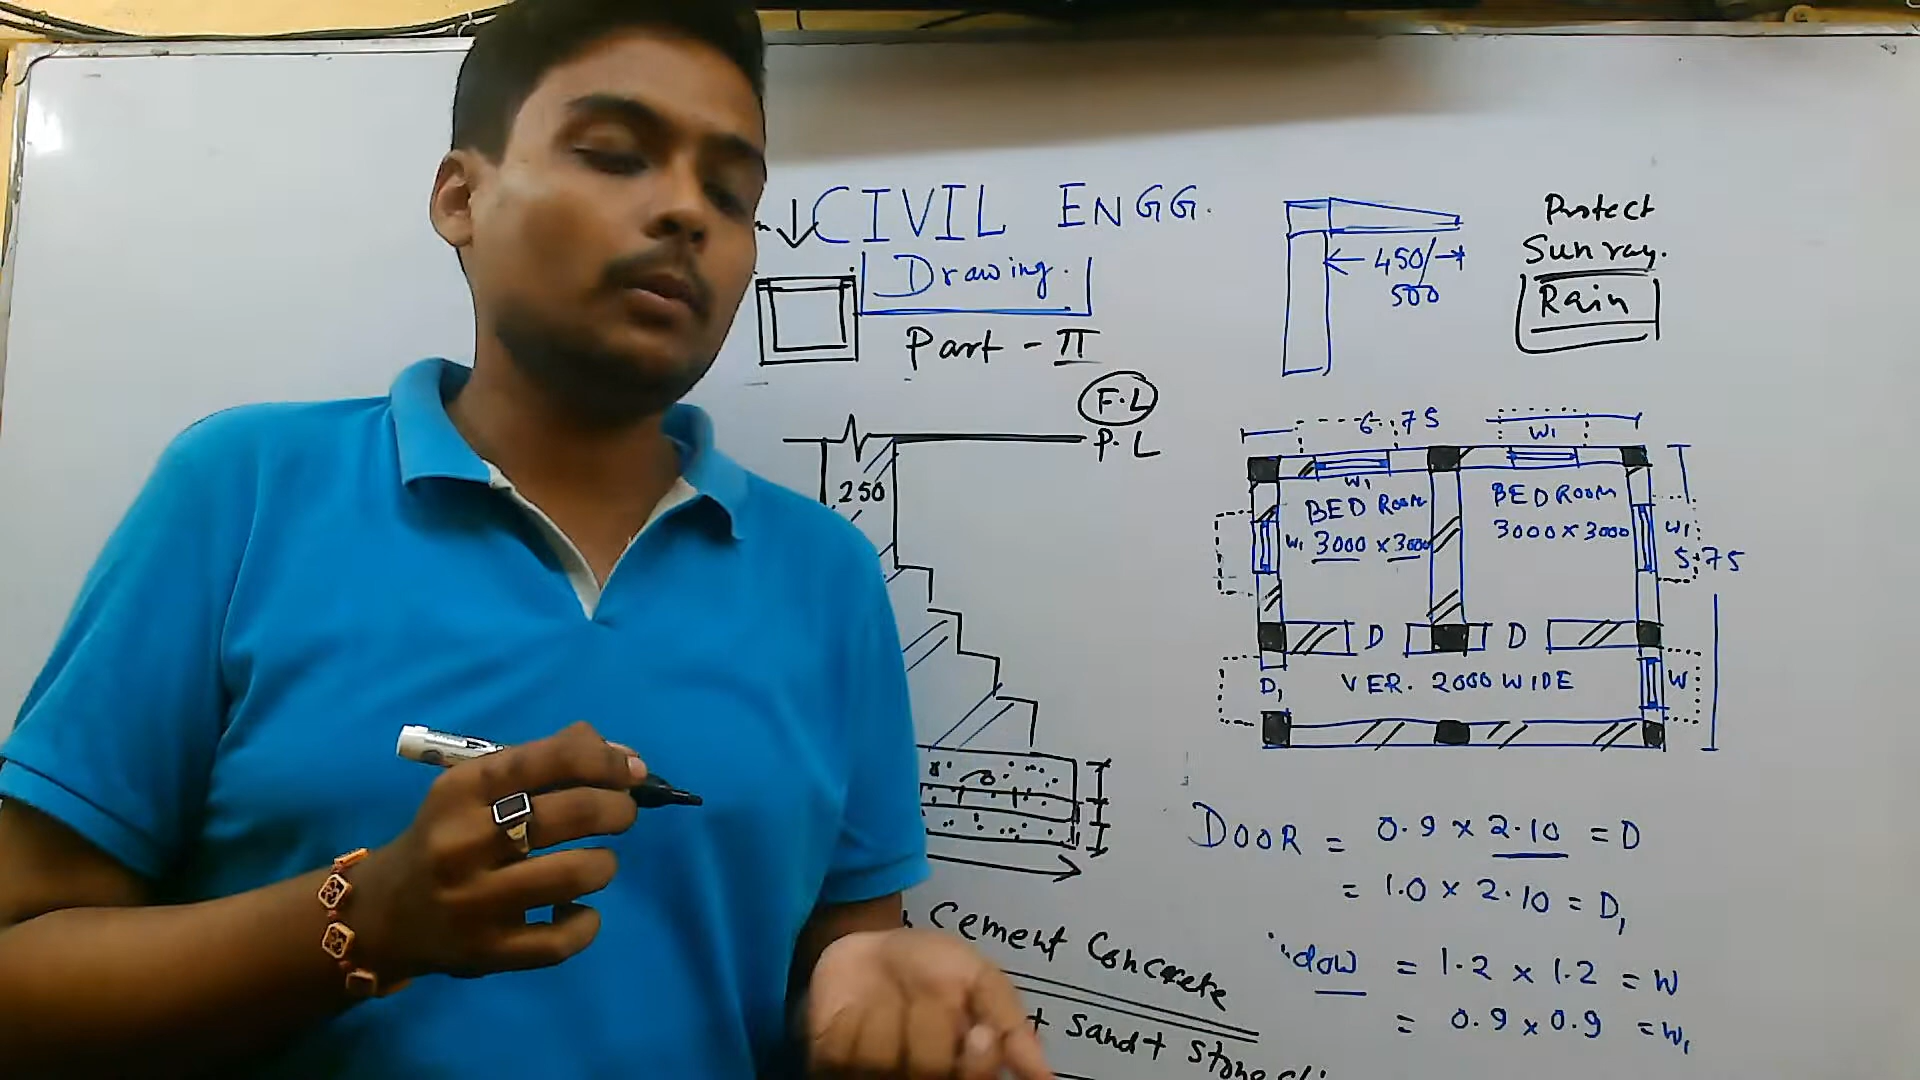 CIVIL ENGG.
Drawing.
Part - II
F.L
P.L
250
Cement Concrete
+ Sand + Stone
450/
500
Protect
Sun ray.
Rain
6.75
W1
W1
BED ROOM
3000 x 3000
BED ROOM
3000 x 3000
W1
W1
5.75
D
D
D1
VER. 2000 WIDE
W
DOOR = 0.9 x 2.10 = D
= 1.0 x 2.10 = D1
indow = 1.2 x 1.2 = W
= 0.9 x 0.9 = W1